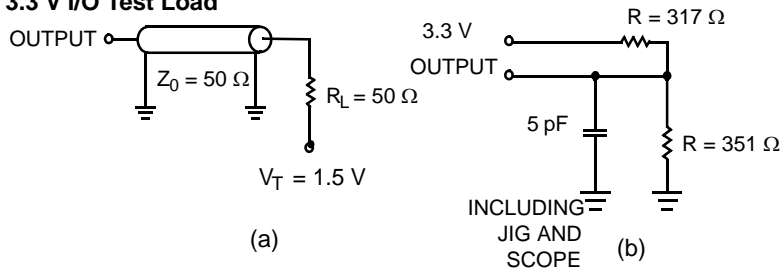 3.3 V I/O Test Load
OUTPUT
Z0 = 50 Ω
RL = 50 Ω
VT = 1.5 V
(a)
3.3 V
OUTPUT
R = 317 Ω
5 pF
R = 351 Ω
INCLUDING
JIG AND
SCOPE
(b)